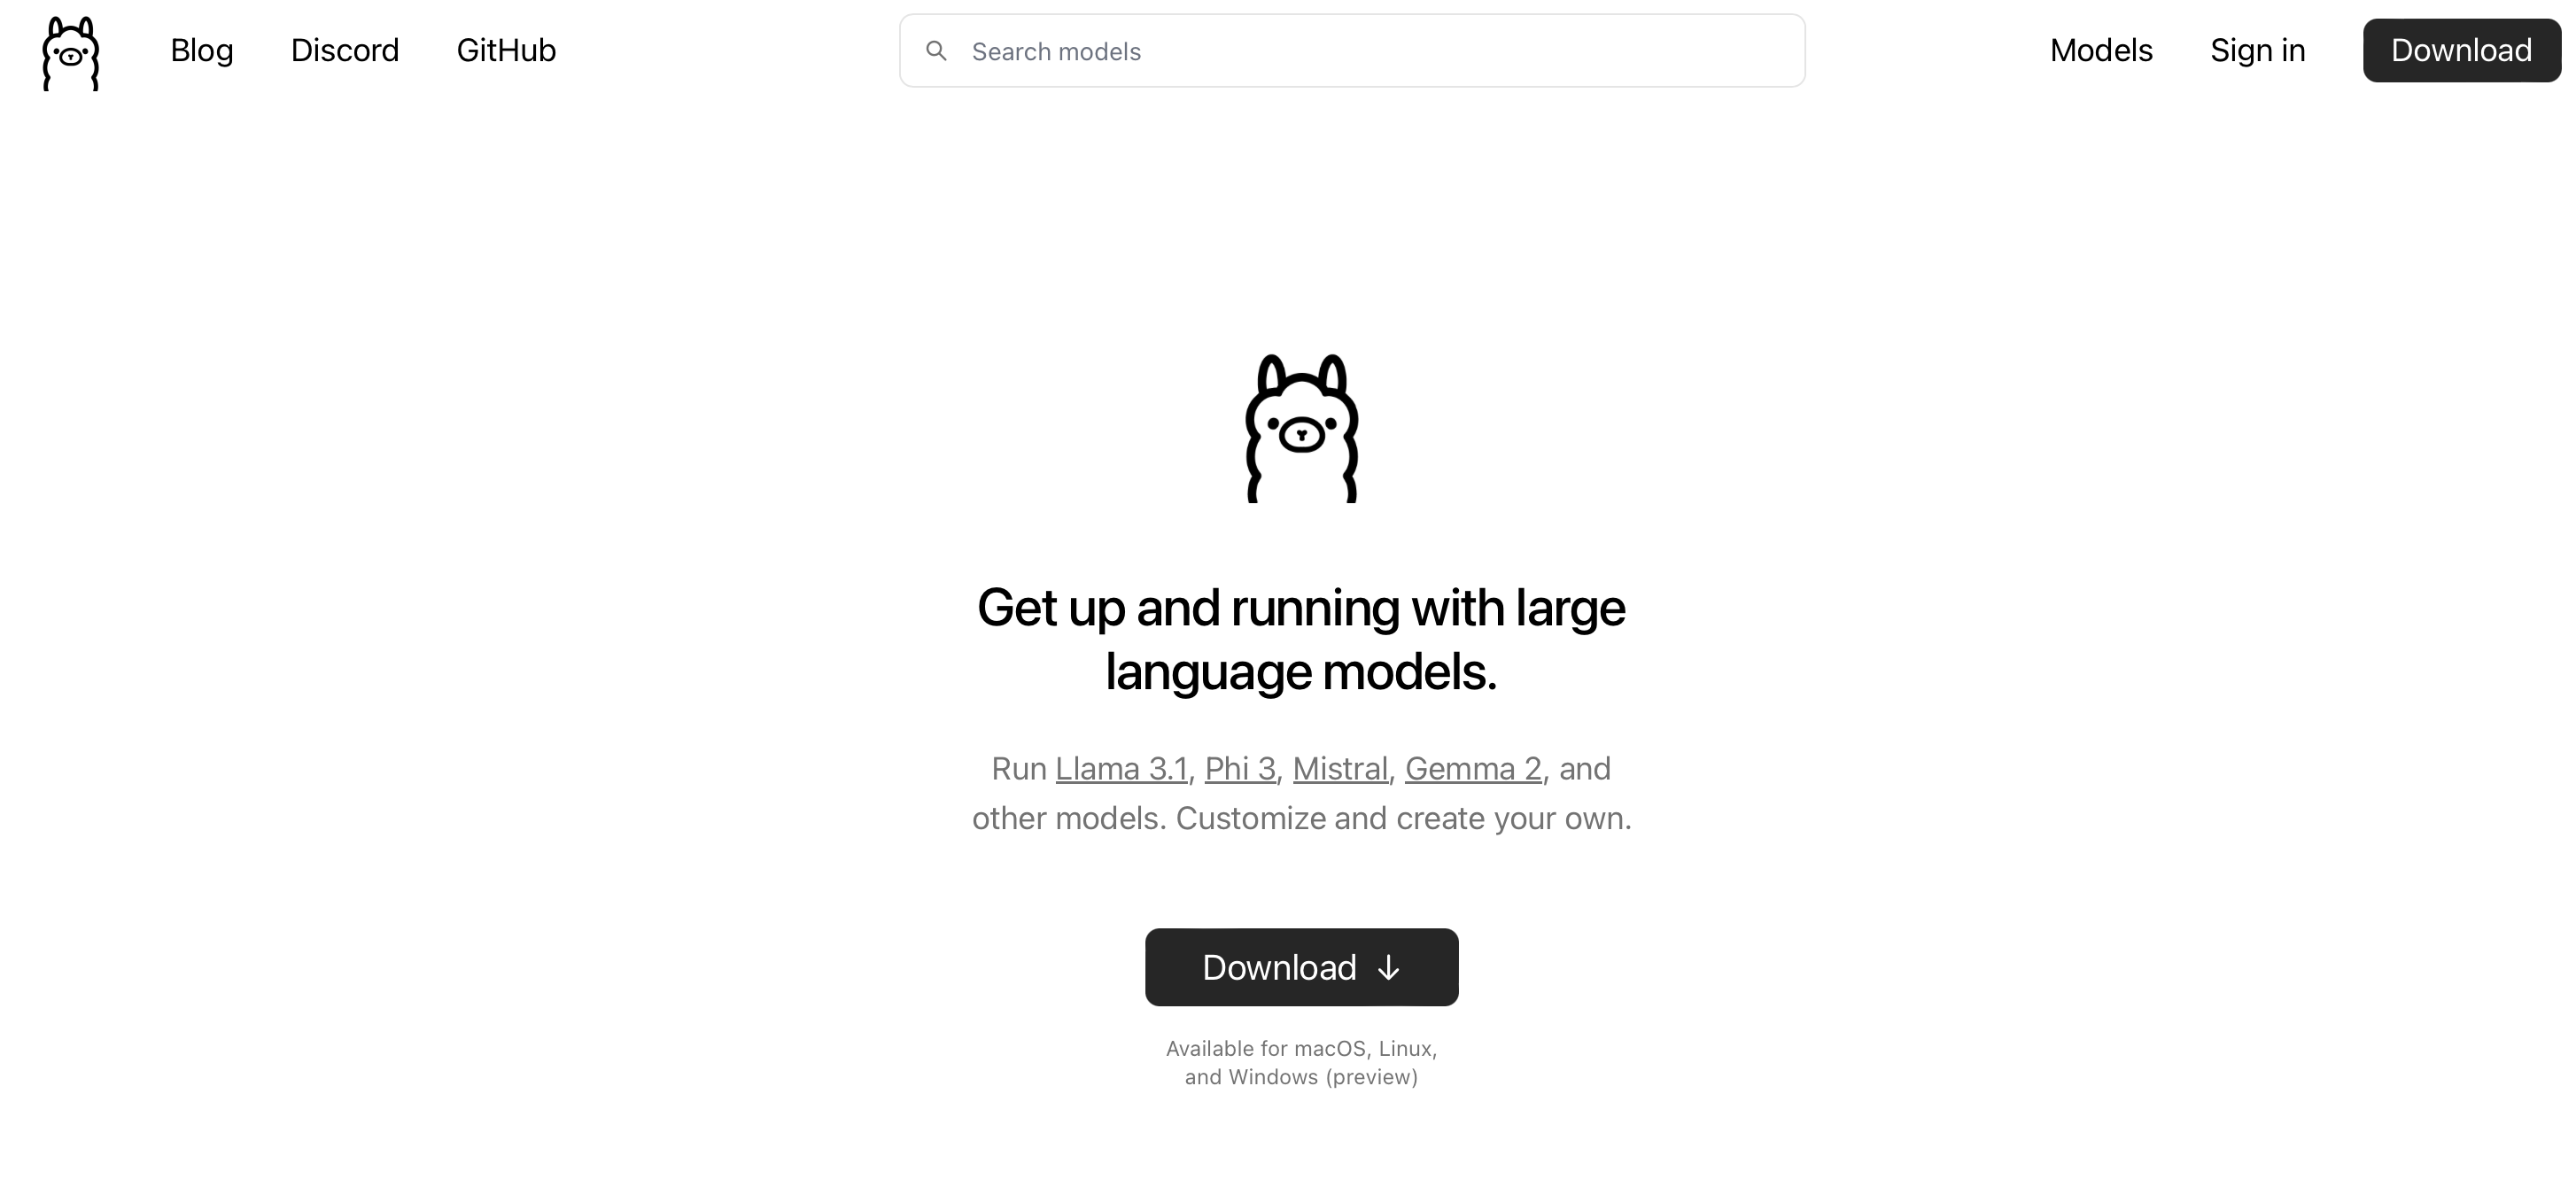 Blog Discord GitHub Search models Models Sign in Download
Get up and running with large
language models.
Run Llama 3.1, Phi 3, Mistral, Gemma 2, and
other models. Customize and create your own.
Download ↓
Available for macOS, Linux,
and Windows (preview)